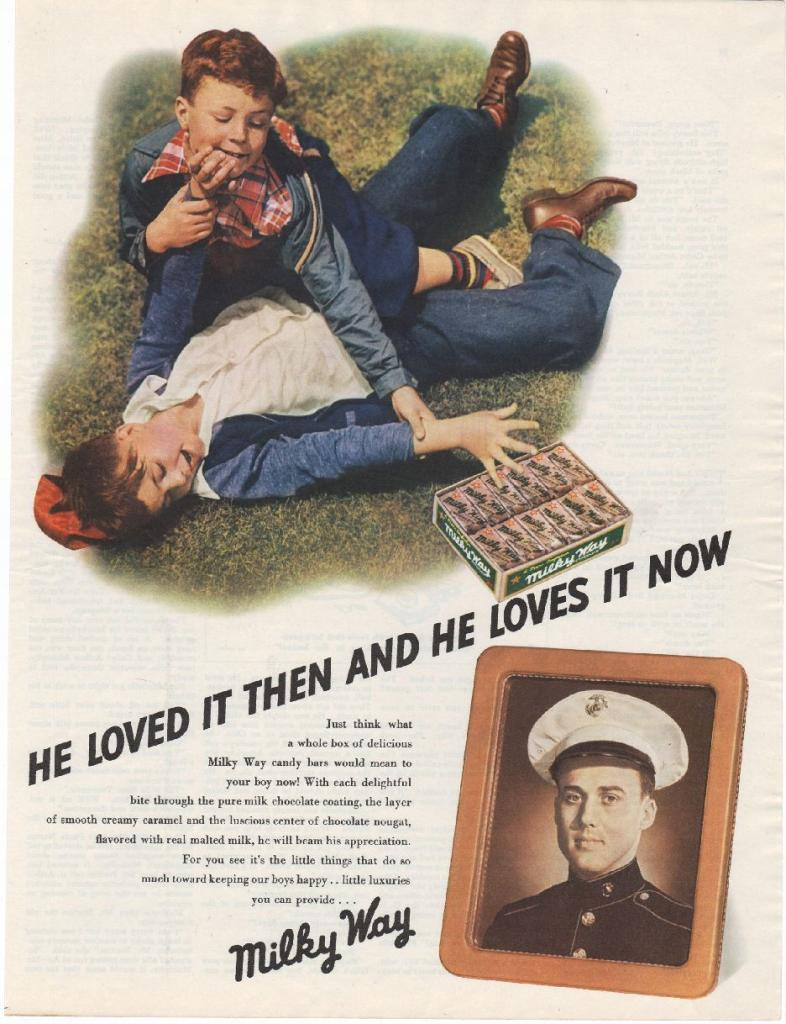 Milky Way
Milky Way
HE LOVED IT THEN AND HE LOVES IT NOW
Just think what
a whole box of delicious
Milky Way candy bars would mean to
your boy now! With each delightful
bite through the pure milk chocolate coating, the layer
of smooth creamy caramel and the luscious center of chocolate nougat,
flavored with real malted milk, he will beam his appreciation.
For you see it's the little things that do so
much toward keeping our boys happy . . little luxuries
you can provide . . .
Milky Way